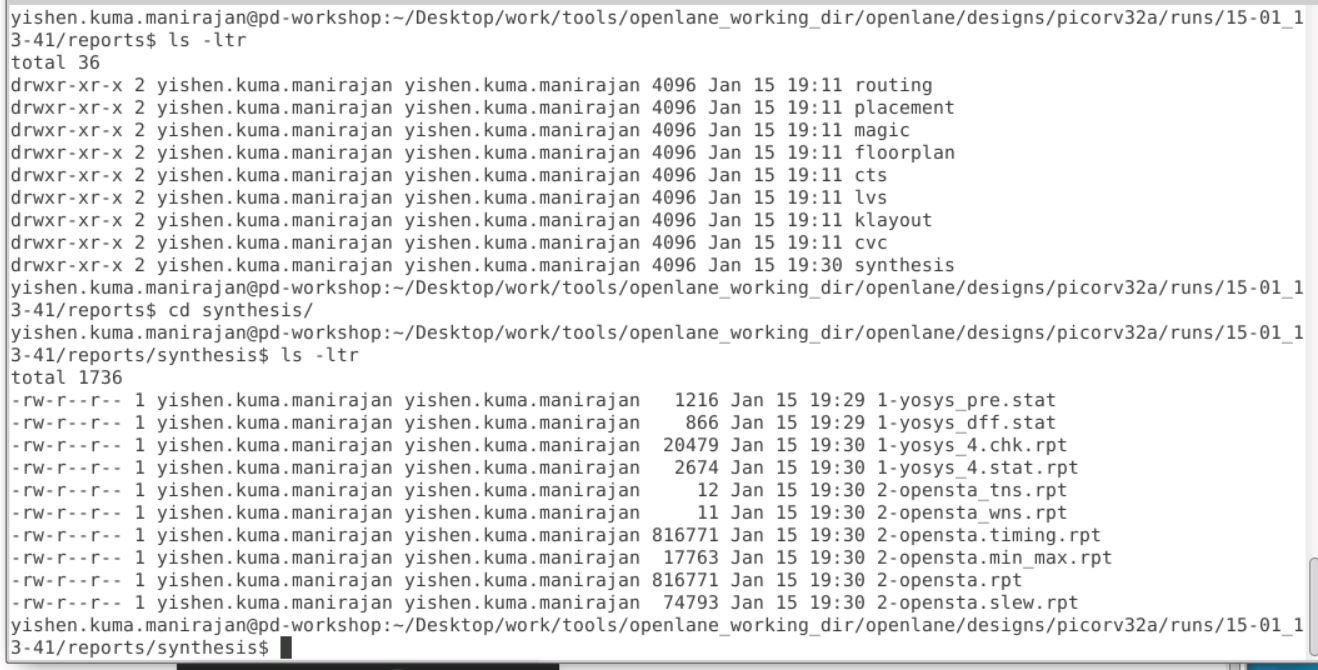 yishen.kuma.manirajan@pd-workshop:~/Desktop/work/tools/openlane_working_dir/openlane/designs/picorv32a/runs/15-01_1
3-41/reports$ ls -ltr
total 36
drwxr-xr-x 2 yishen.kuma.manirajan yishen.kuma.manirajan 4096 Jan 15 19:11 routing
drwxr-xr-x 2 yishen.kuma.manirajan yishen.kuma.manirajan 4096 Jan 15 19:11 placement
drwxr-xr-x 2 yishen.kuma.manirajan yishen.kuma.manirajan 4096 Jan 15 19:11 magic
drwxr-xr-x 2 yishen.kuma.manirajan yishen.kuma.manirajan 4096 Jan 15 19:11 floorplan
drwxr-xr-x 2 yishen.kuma.manirajan yishen.kuma.manirajan 4096 Jan 15 19:11 cts
drwxr-xr-x 2 yishen.kuma.manirajan yishen.kuma.manirajan 4096 Jan 15 19:11 lvs
drwxr-xr-x 2 yishen.kuma.manirajan yishen.kuma.manirajan 4096 Jan 15 19:11 klayout
drwxr-xr-x 2 yishen.kuma.manirajan yishen.kuma.manirajan 4096 Jan 15 19:11 cvc
drwxr-xr-x 2 yishen.kuma.manirajan yishen.kuma.manirajan 4096 Jan 15 19:30 synthesis
yishen.kuma.manirajan@pd-workshop:~/Desktop/work/tools/openlane_working_dir/openlane/designs/picorv32a/runs/15-01_1
3-41/reports$ cd synthesis/
yishen.kuma.manirajan@pd-workshop:~/Desktop/work/tools/openlane_working_dir/openlane/designs/picorv32a/runs/15-01_1
3-41/reports/synthesis$ ls -ltr
total 1736
-rw-r--r-- 1 yishen.kuma.manirajan yishen.kuma.manirajan   1216 Jan 15 19:29 1-yosys_pre.stat
-rw-r--r-- 1 yishen.kuma.manirajan yishen.kuma.manirajan    866 Jan 15 19:29 1-yosys_dff.stat
-rw-r--r-- 1 yishen.kuma.manirajan yishen.kuma.manirajan  20479 Jan 15 19:30 1-yosys_4.chk.rpt
-rw-r--r-- 1 yishen.kuma.manirajan yishen.kuma.manirajan   2674 Jan 15 19:30 1-yosys_4.stat.rpt
-rw-r--r-- 1 yishen.kuma.manirajan yishen.kuma.manirajan     12 Jan 15 19:30 2-opensta_tns.rpt
-rw-r--r-- 1 yishen.kuma.manirajan yishen.kuma.manirajan     11 Jan 15 19:30 2-opensta_wns.rpt
-rw-r--r-- 1 yishen.kuma.manirajan yishen.kuma.manirajan 816771 Jan 15 19:30 2-opensta.timing.rpt
-rw-r--r-- 1 yishen.kuma.manirajan yishen.kuma.manirajan  17763 Jan 15 19:30 2-opensta.min_max.rpt
-rw-r--r-- 1 yishen.kuma.manirajan yishen.kuma.manirajan 816771 Jan 15 19:30 2-opensta.rpt
-rw-r--r-- 1 yishen.kuma.manirajan yishen.kuma.manirajan  74793 Jan 15 19:30 2-opensta.slew.rpt
yishen.kuma.manirajan@pd-workshop:~/Desktop/work/tools/openlane_working_dir/openlane/designs/picorv32a/runs/15-01_1
3-41/reports/synthesis$